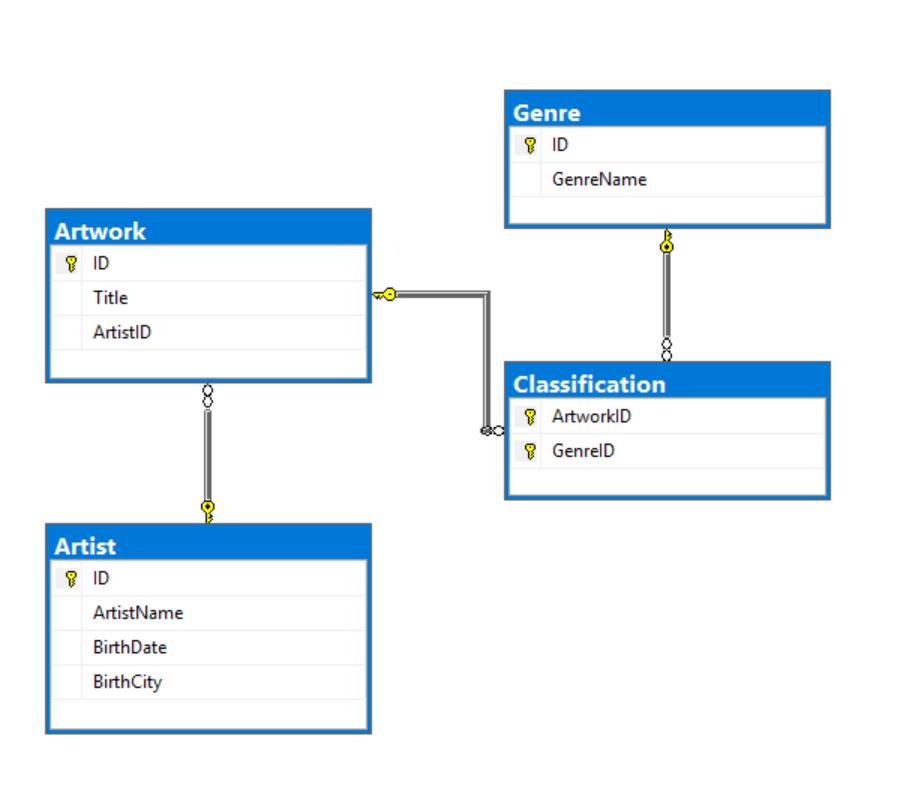 Genre
ID
GenreName
Artwork
ID
Title
ArtistID
Classification
ArtworkID
GenreID
Artist
ID
ArtistName
BirthDate
BirthCity